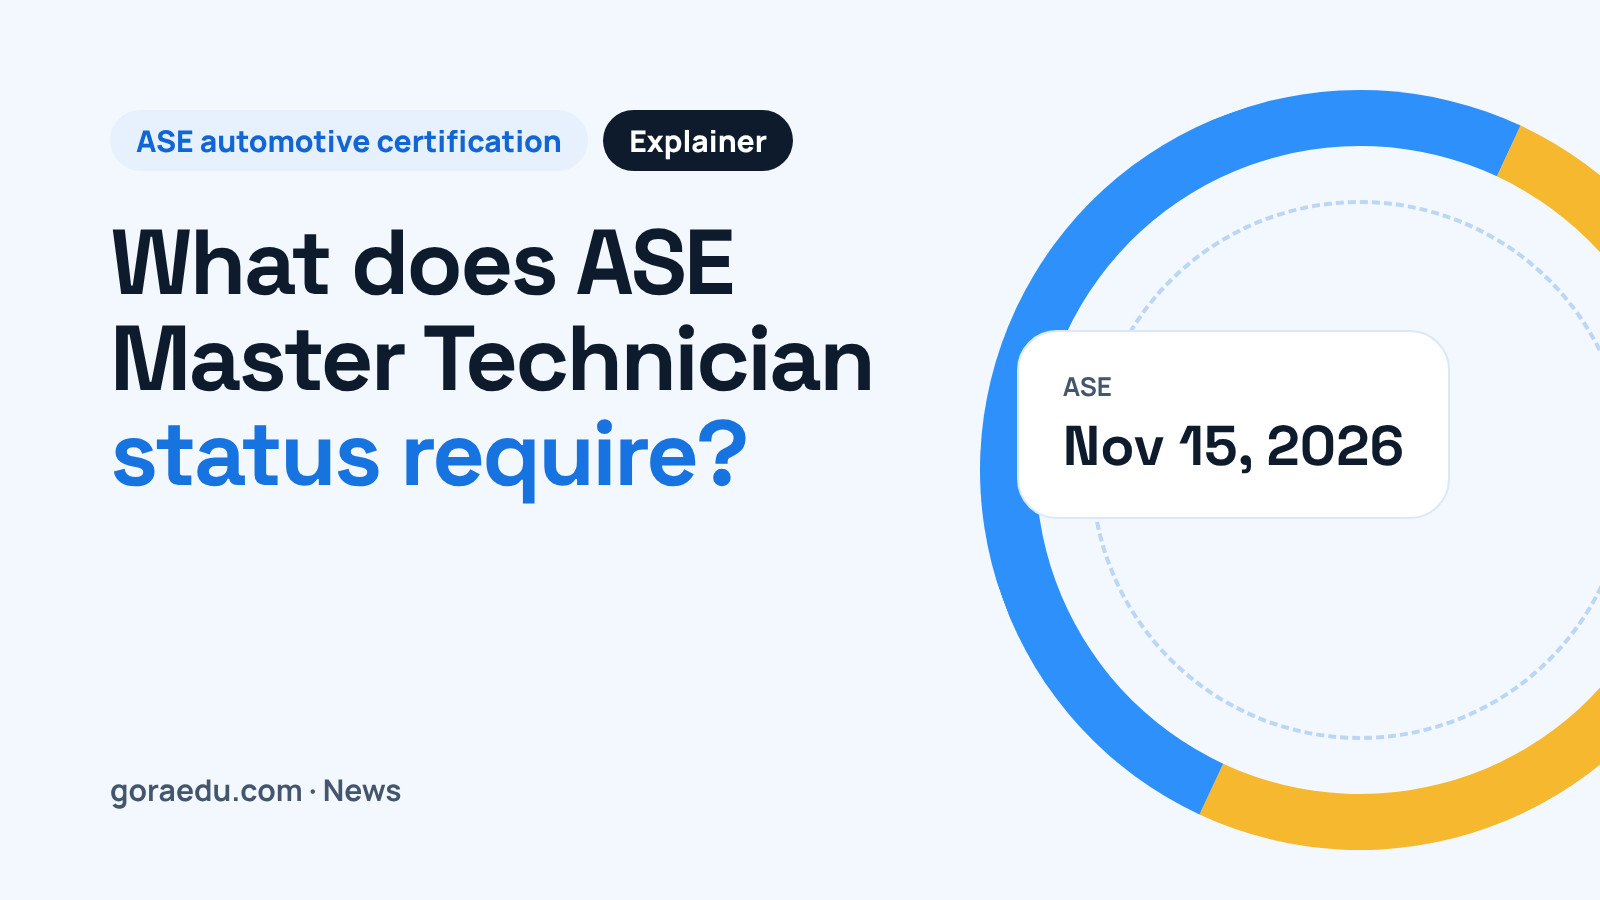 ASE automotive certification
Explainer
What does ASE
Master Technician
status require?
ASE
Nov 15, 2026
goraedu.com · News